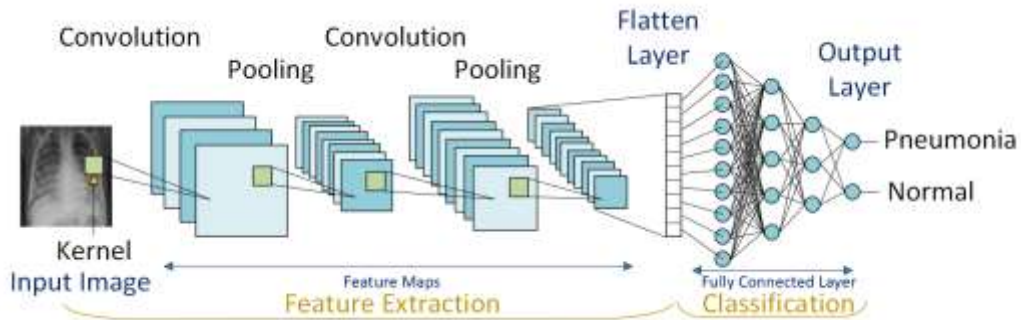 Convolution
Pooling
Convolution
Pooling
Flatten
Layer
Output
Layer
Pneumonia
Normal
Kernel
Input Image
Feature Maps
Feature Extraction
Fully Connected Layer
Classification